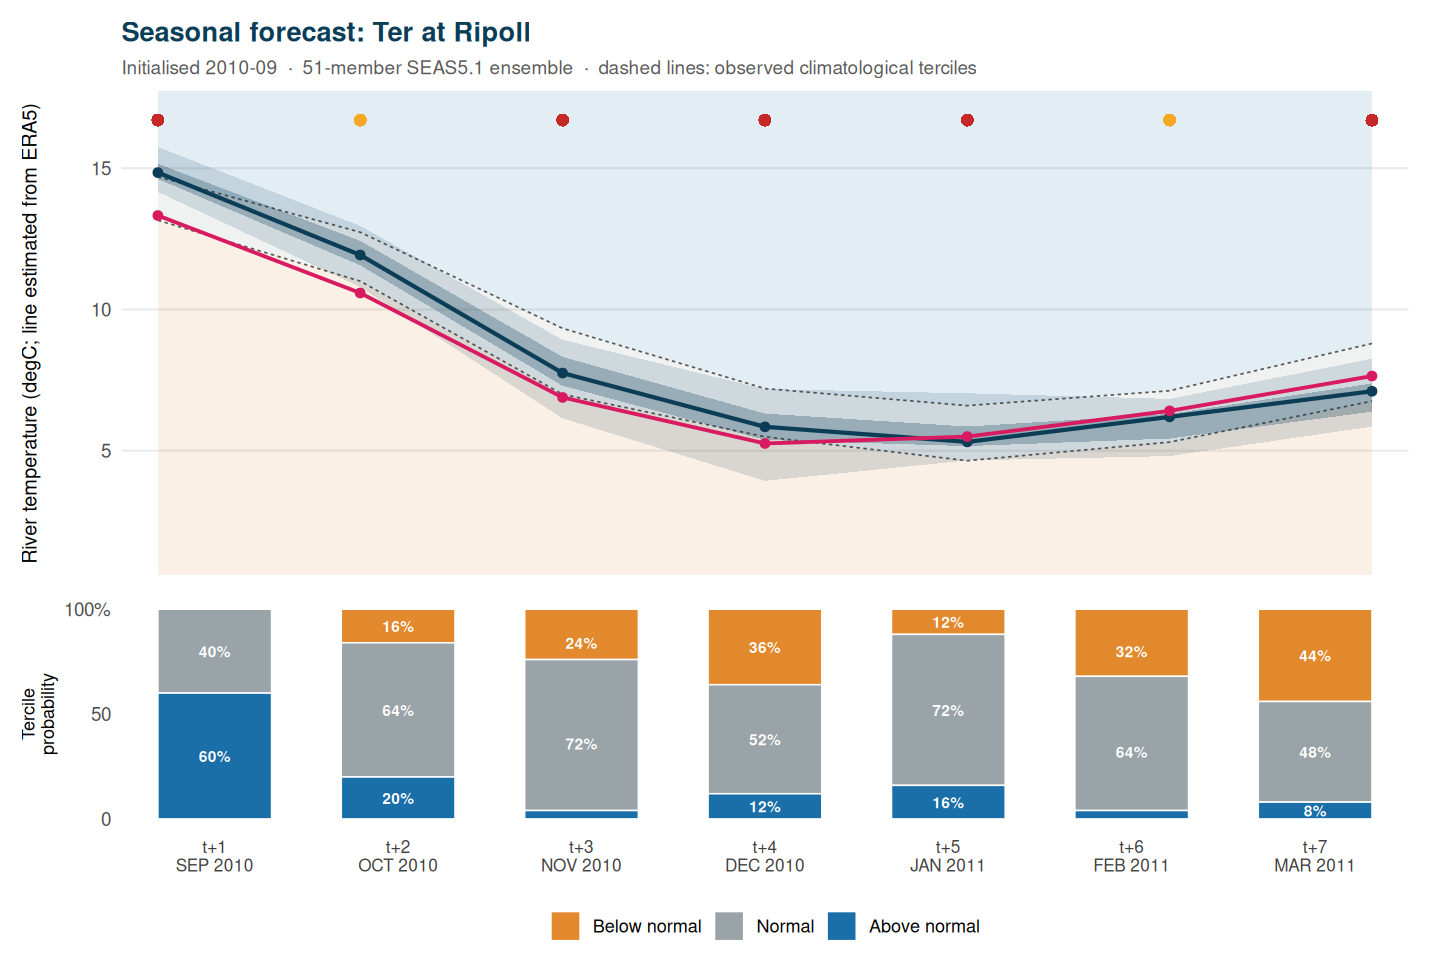 Seasonal forecast: Ter at Ripoll
Initialised 2010-09 · 51-member SEAS5.1 ensemble · dashed lines: observed climatological terciles
River temperature (degC; line estimated from ERA5)
15
10
5
Tercile
probability
100%
50
0
40%
60%
16%
64%
20%
24%
72%
36%
52%
12%
12%
72%
16%
32%
64%
44%
48%
8%
t+1
SEP 2010
t+2
OCT 2010
t+3
NOV 2010
t+4
DEC 2010
t+5
JAN 2011
t+6
FEB 2011
t+7
MAR 2011
Below normal
Normal
Above normal